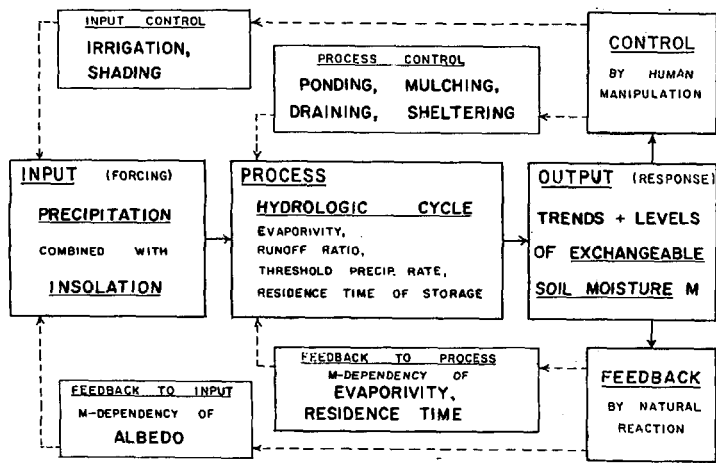 INPUT CONTROL
IRRIGATION,
SHADING
PROCESS CONTROL
PONDING, MULCHING,
DRAINING, SHELTERING
CONTROL
BY HUMAN
MANIPULATION
INPUT (FORCING)
PRECIPITATION
COMBINED WITH
INSOLATION
PROCESS
HYDROLOGIC CYCLE
EVAPORIVITY,
RUNOFF RATIO,
THRESHOLD PRECIP. RATE,
RESIDENCE TIME OF STORAGE
OUTPUT (RESPONSE)
TRENDS + LEVELS
OF EXCHANGEABLE
SOIL MOISTURE M
FEEDBACK TO INPUT
M-DEPENDENCY OF
ALBEDO
FEEDBACK TO PROCESS
M-DEPENDENCY OF
EVAPORIVITY,
RESIDENCE TIME
FEEDBACK
BY NATURAL
REACTION